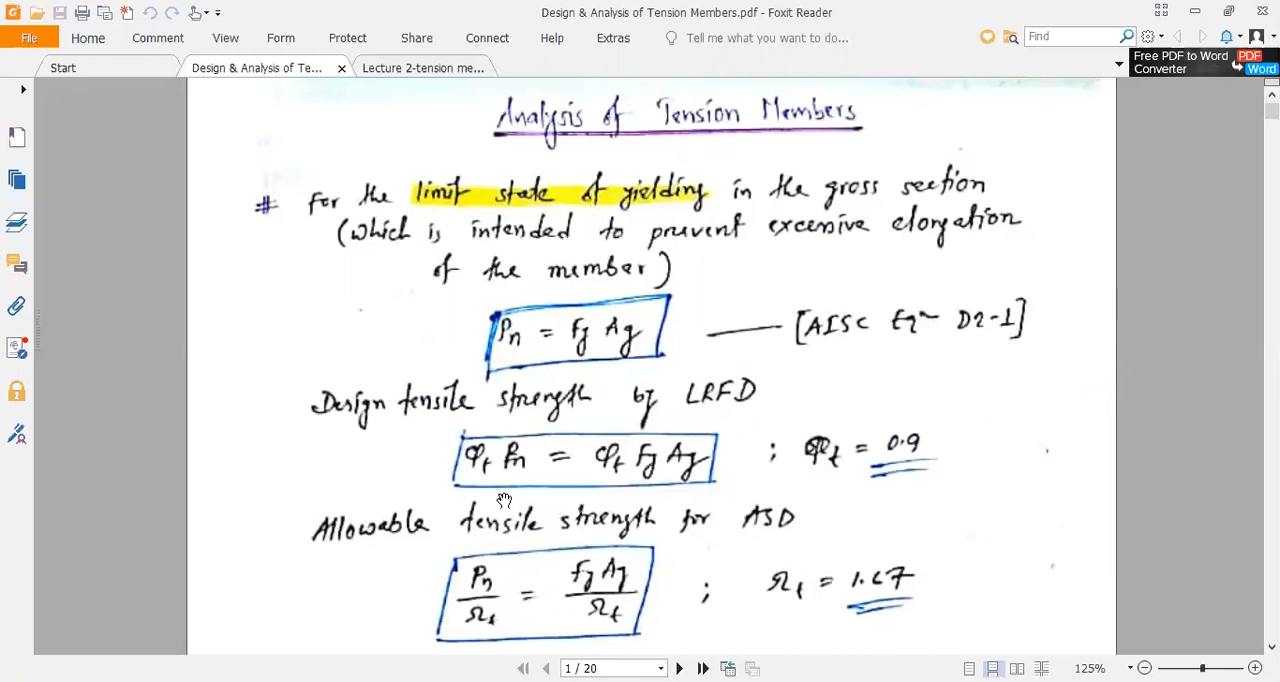 Design & Analysis of Tension Members.pdf - Foxit Reader
File Home Comment View Form Protect Share Connect Help Extras Tell me what you want to do... Find
Start Design & Analysis of Te... Lecture 2-tension me...
Free PDF to Word
Converter
PDF
Word
Analysis of Tension Members
# For the limit state of yielding in the gross section
(which is intended to prevent excessive elongation
of the member)
Pn = Fy Ag —— [AISC Eqn D2-1]
Design tensile strength by LRFD
φt Pn = φt Fy Ag ; φt = 0.9
Allowable tensile strength for ASD
Pn/Ωt = Fy Ag/Ωt ; Ωt = 1.67
1 / 20 125%